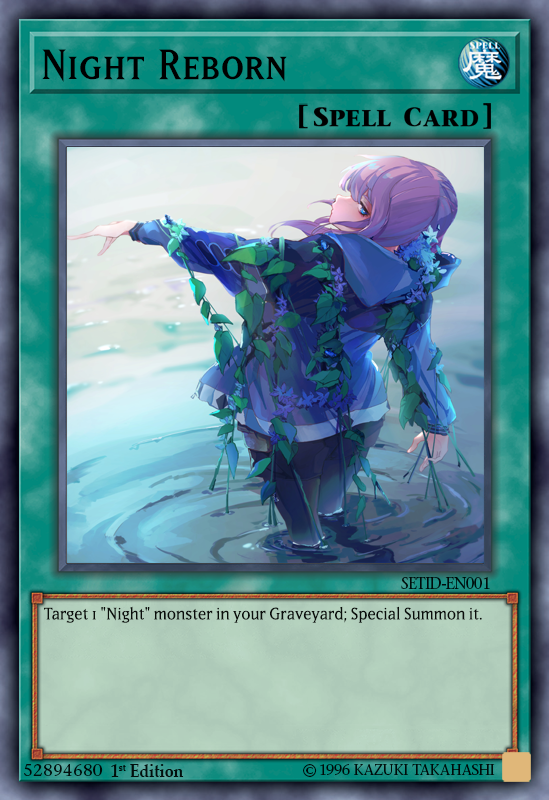 NIGHT REBORN
SPELL
魔
[SPELL CARD]
SETID-EN001
Target 1 "Night" monster in your Graveyard; Special Summon it.
52894680 1st Edition © 1996 KAZUKI TAKAHASHI